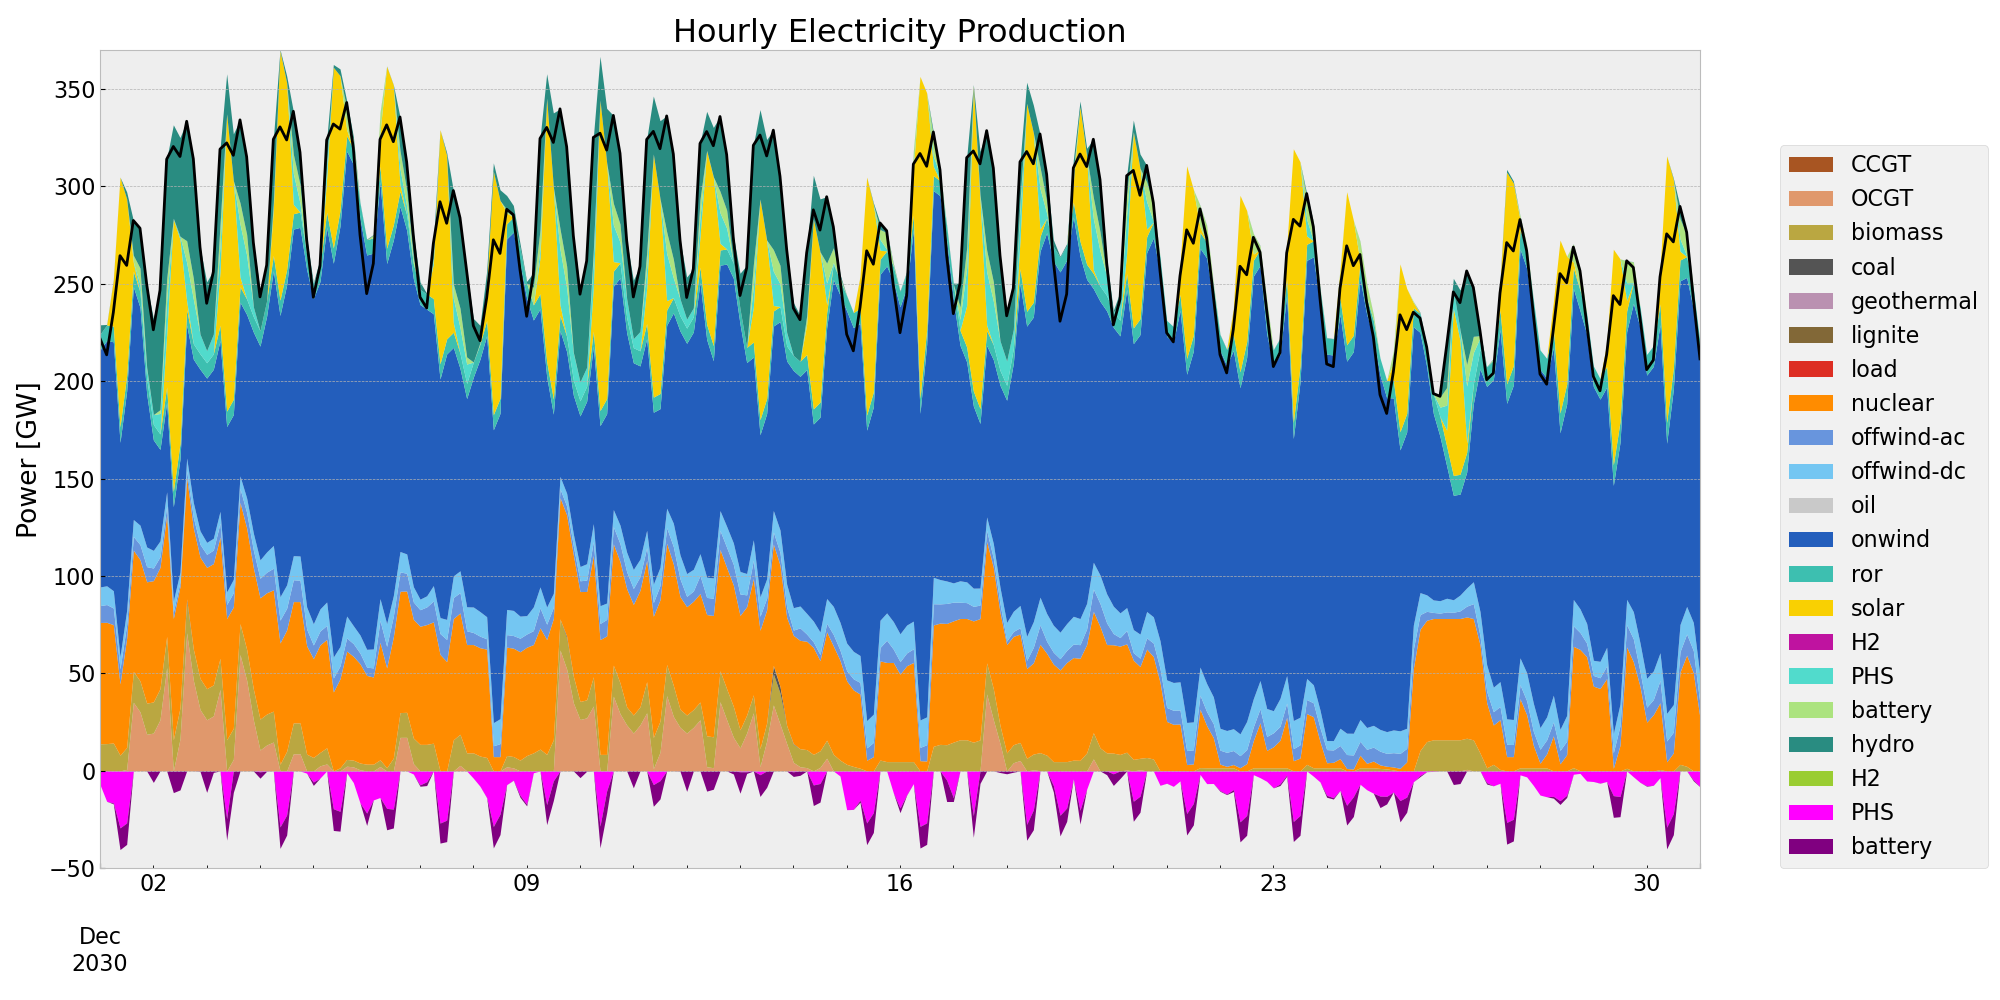 Hourly Electricity Production
Power [GW]
350
300
250
200
150
100
50
0
−50
02
09
16
23
30
Dec
2030
CCGT
OCGT
biomass
coal
geothermal
lignite
load
nuclear
offwind-ac
offwind-dc
oil
onwind
ror
solar
H2
PHS
battery
hydro
H2
PHS
battery